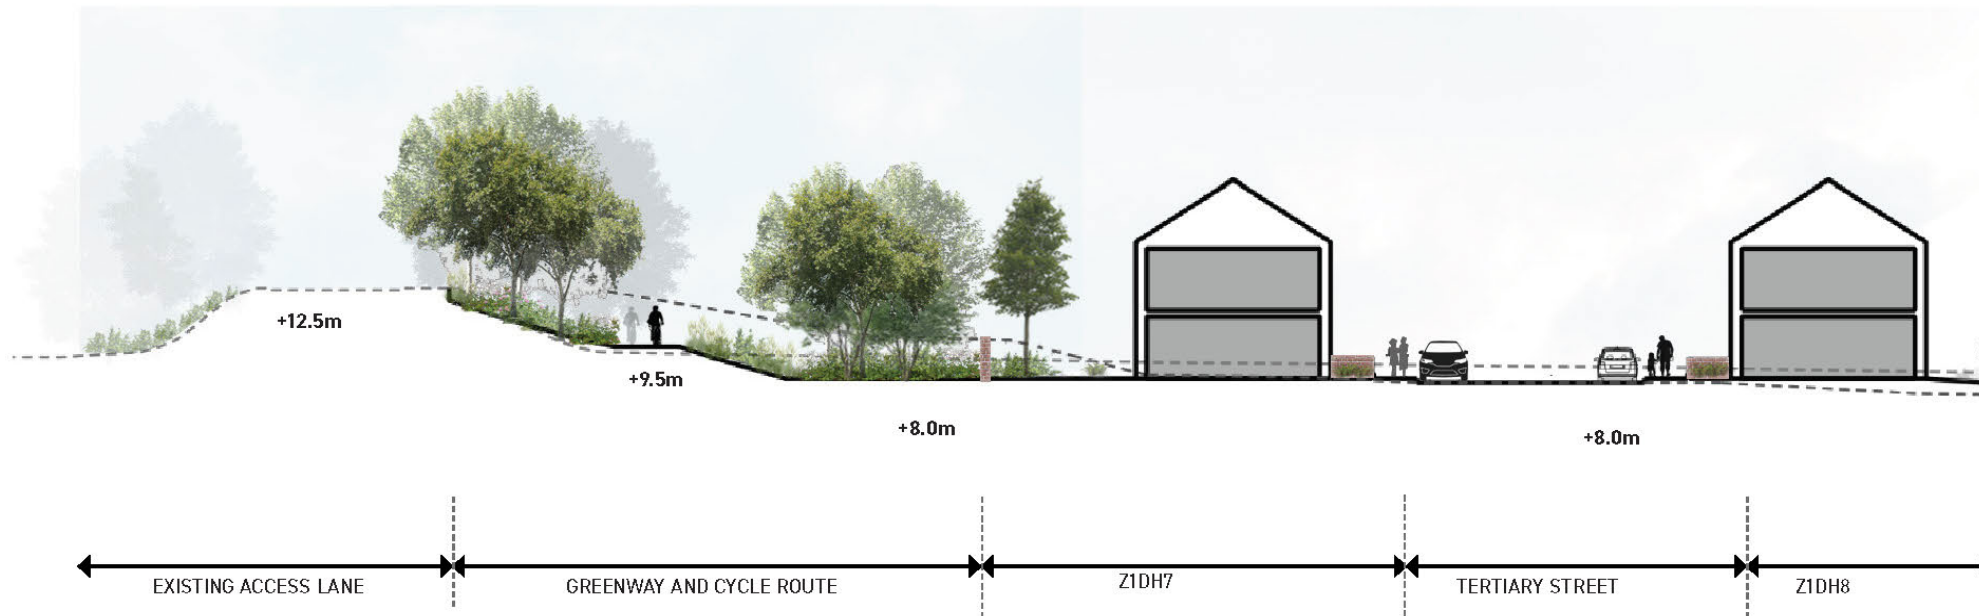 +12.5m
+9.5m
+8.0m
+8.0m
EXISTING ACCESS LANE
GREENWAY AND CYCLE ROUTE
Z1DH7
TERTIARY STREET
Z1DH8